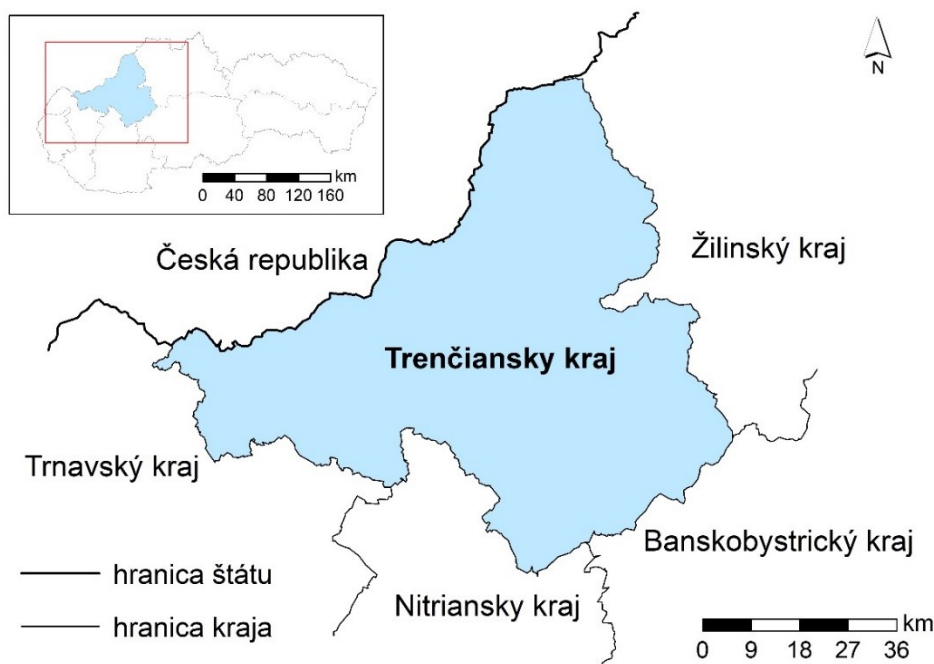 km
0 40 80 120 160
N
Česká republika
Žilinský kraj
Trenčiansky kraj
Trnavský kraj
Banskobystrický kraj
Nitriansky kraj
hranica štátu
hranica kraja
km
0 9 18 27 36